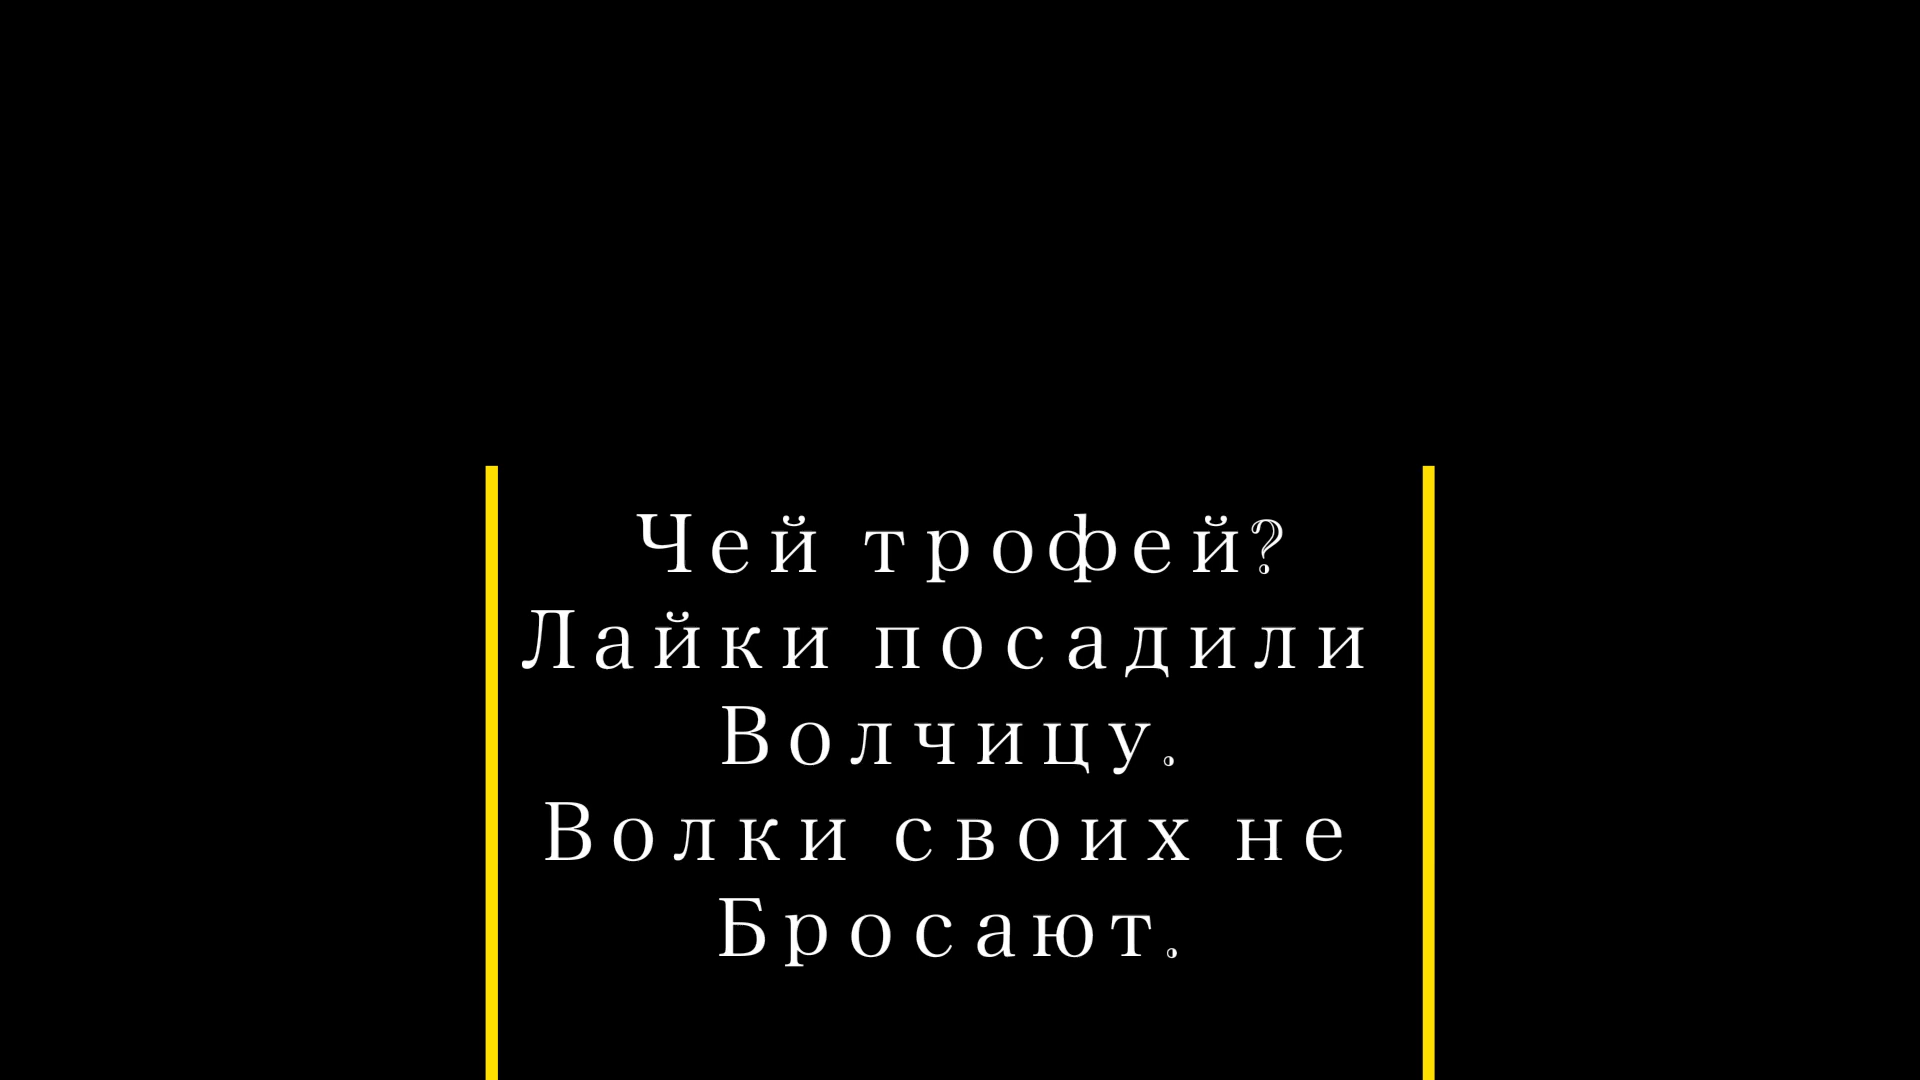 Чей трофей?
Лайки посадили
Волчицу.
Волки своих не
Бросают.